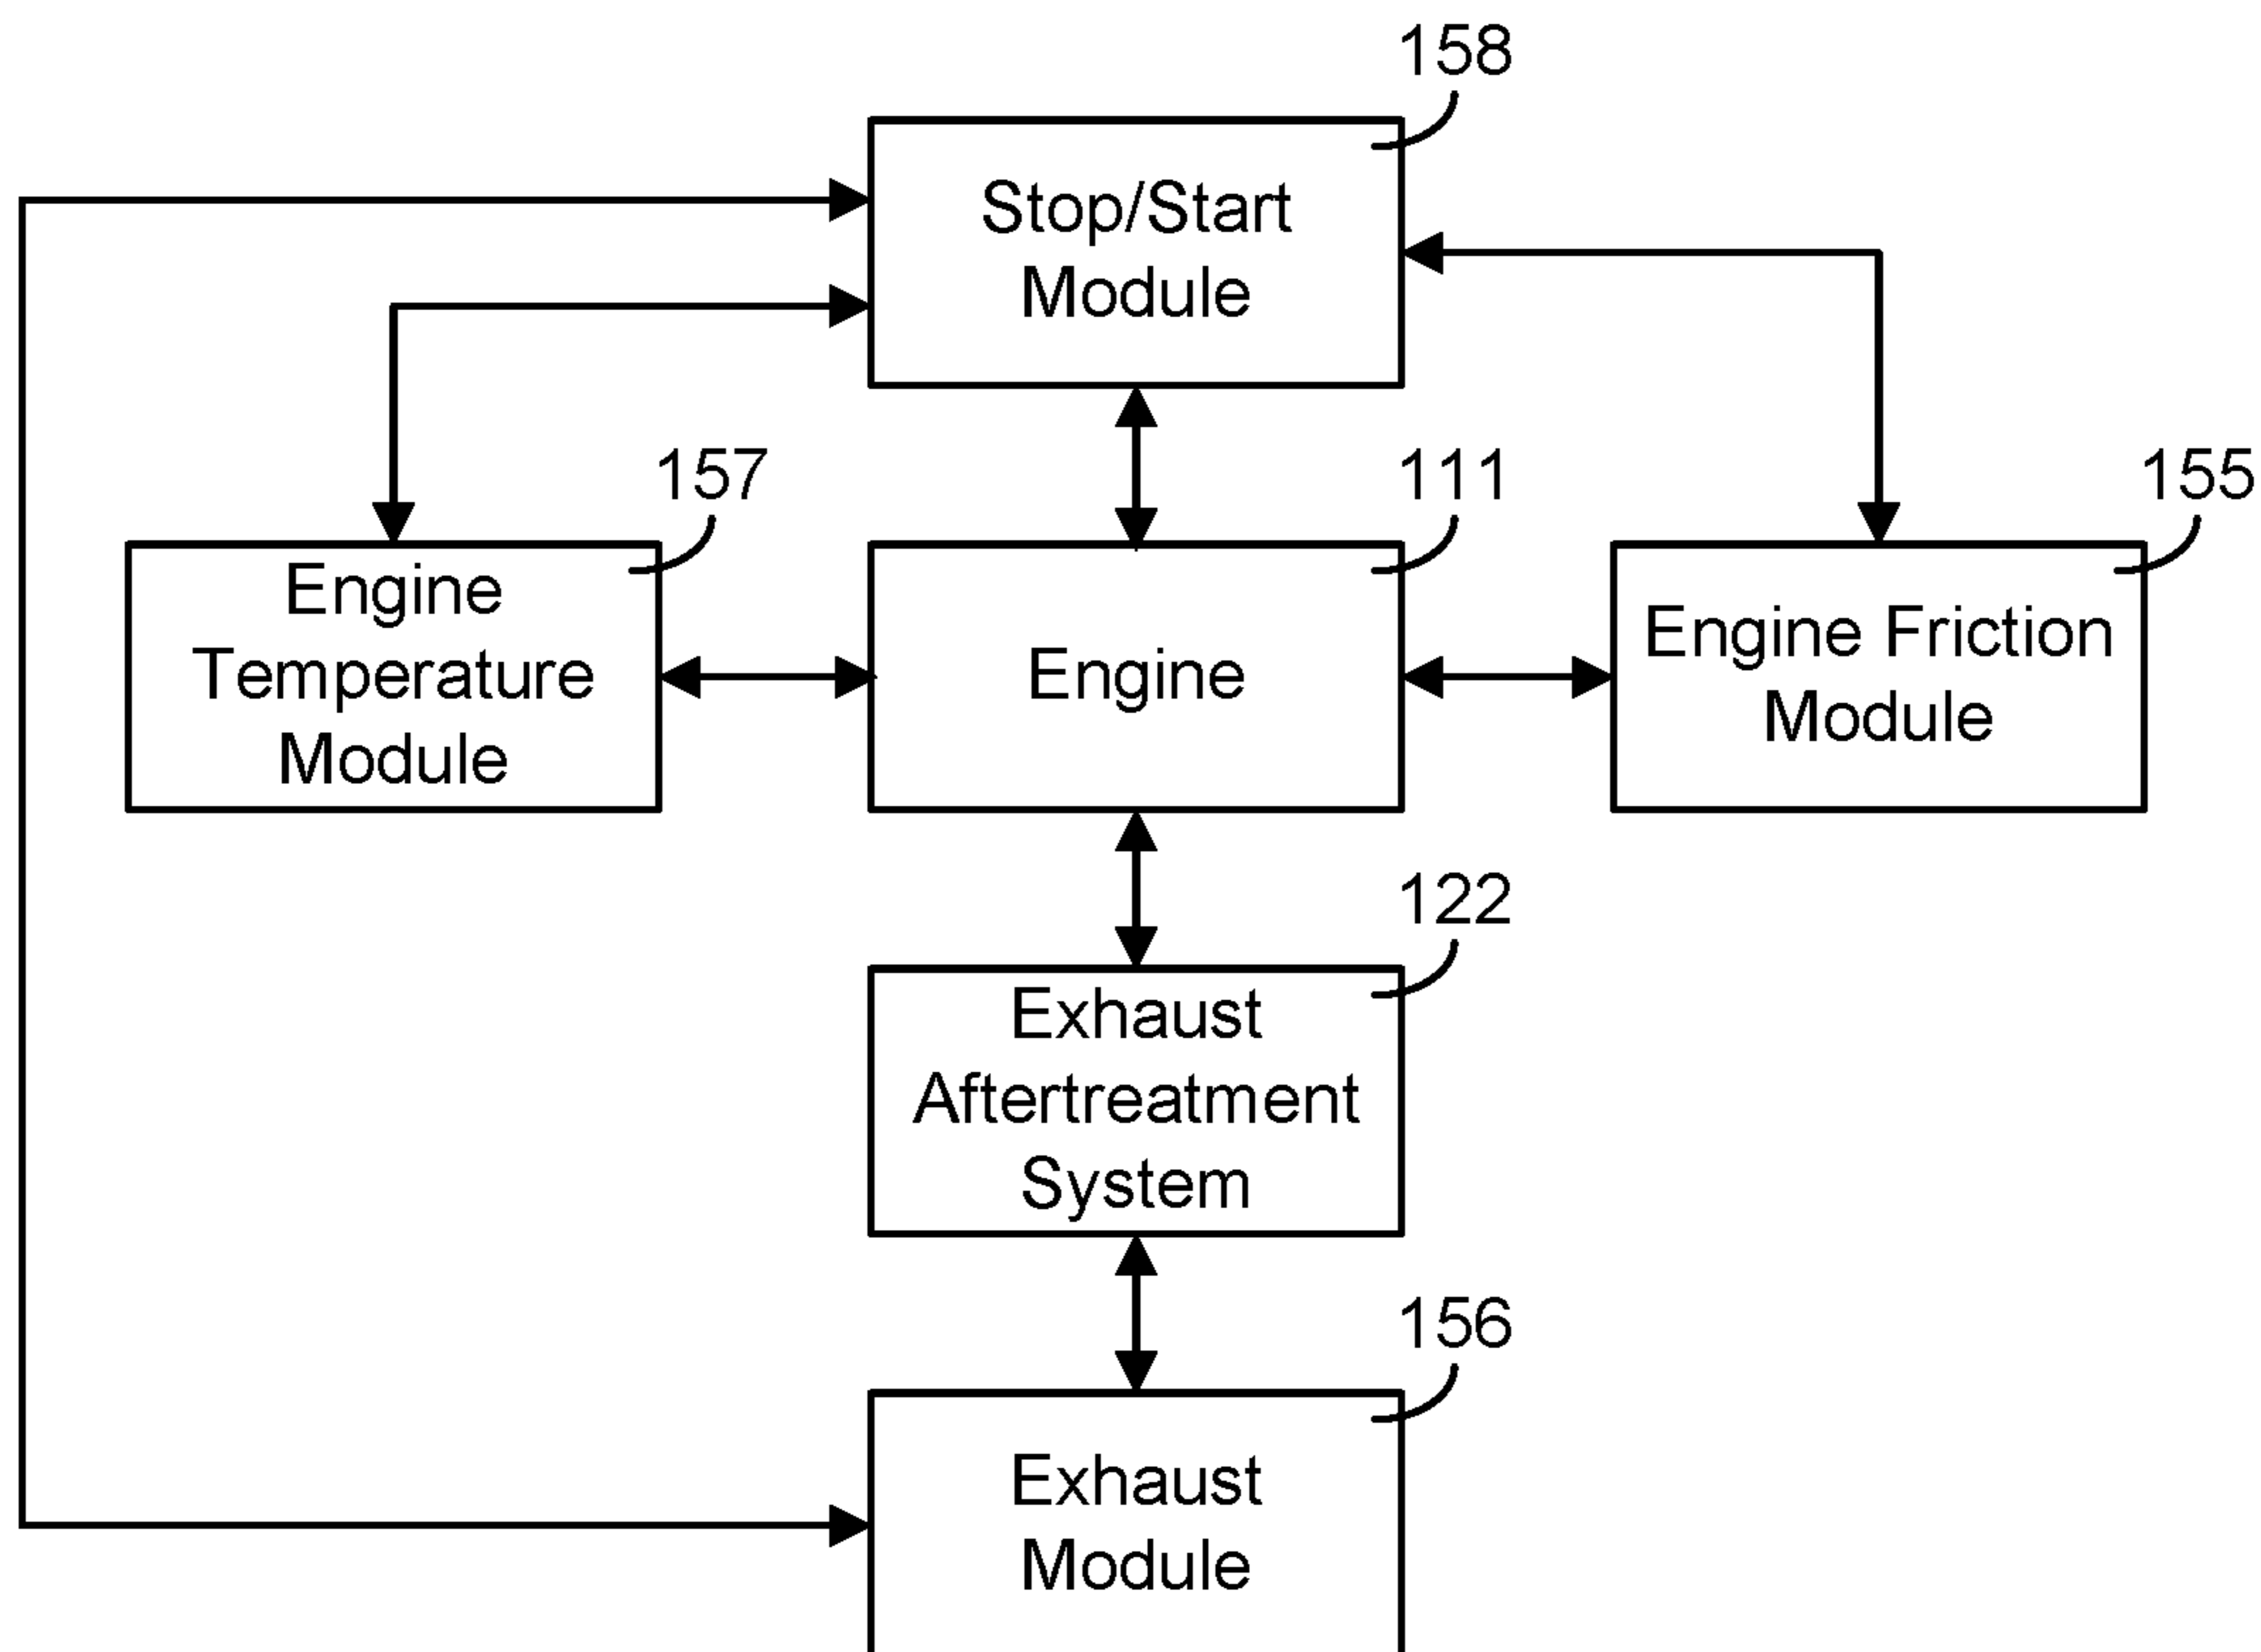 158
Stop/Start
Module
157
111
155
Engine
Temperature
Module
Engine
Engine Friction
Module
122
Exhaust
Aftertreatment
System
156
Exhaust
Module